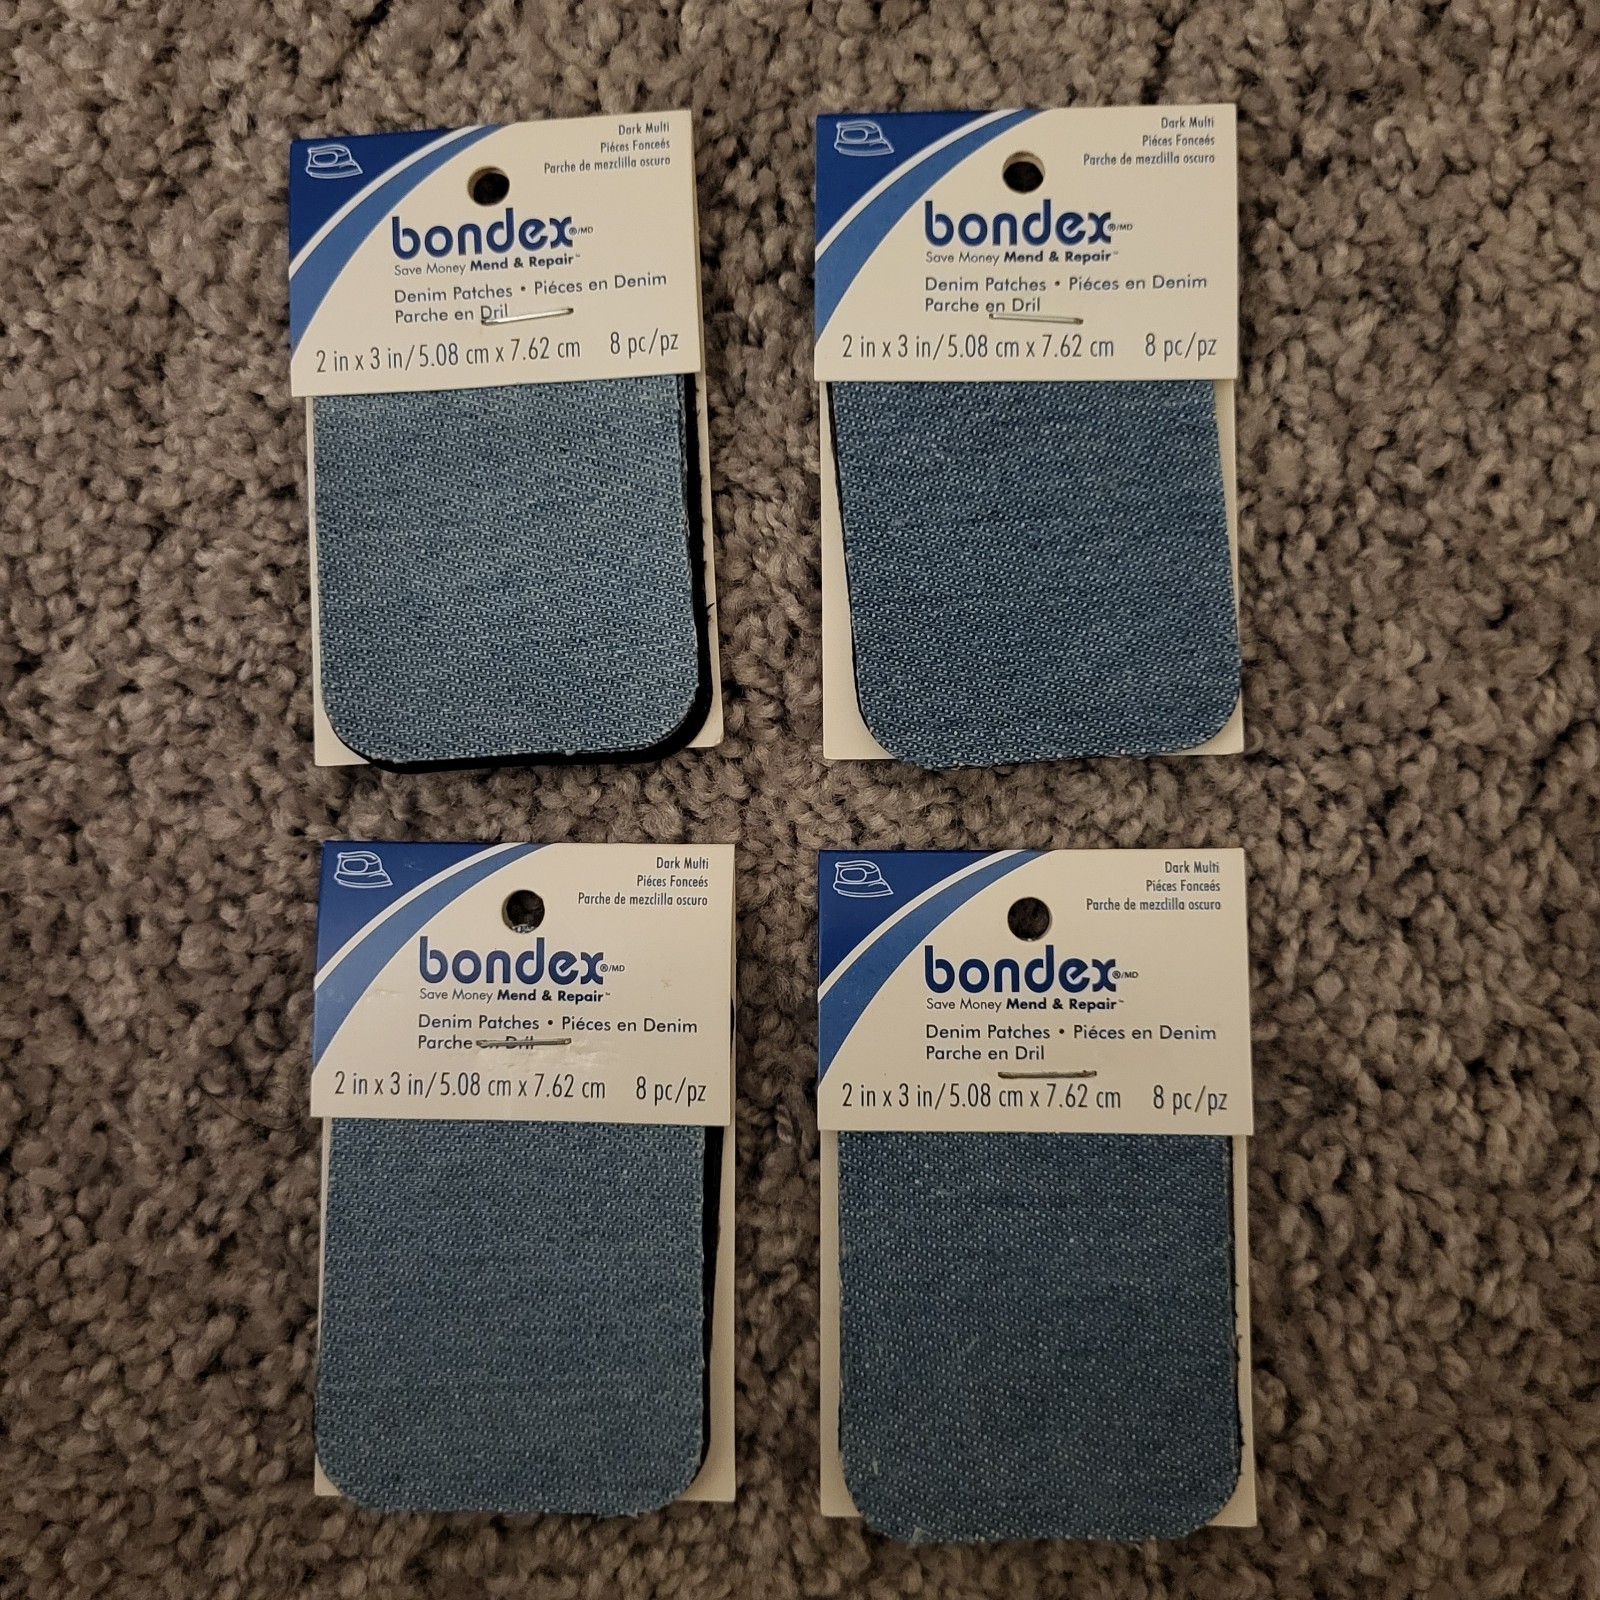 Dark Multi
Piéces Fonceés
Parche de mezclilla oscuro
bondex®/MD
Save Money Mend & Repair™
Denim Patches • Piéces en Denim
Parche en Dril
2 in x 3 in/5.08 cm x 7.62 cm 8 pc/pz
Dark Multi
Piéces Fonceés
Parche de mezclilla oscuro
bondex®/MD
Save Money Mend & Repair™
Denim Patches • Piéces en Denim
Parche en Dril
2 in x 3 in/5.08 cm x 7.62 cm 8 pc/pz
Dark Multi
Piéces Fonceés
Parche de mezclilla oscuro
bondex®/MD
Save Money Mend & Repair™
Denim Patches • Piéces en Denim
Parche en Dril
2 in x 3 in/5.08 cm x 7.62 cm 8 pc/pz
Dark Multi
Piéces Fonceés
Parche de mezclilla oscuro
bondex®/MD
Save Money Mend & Repair™
Denim Patches • Piéces en Denim
Parche en Dril
2 in x 3 in/5.08 cm x 7.62 cm 8 pc/pz